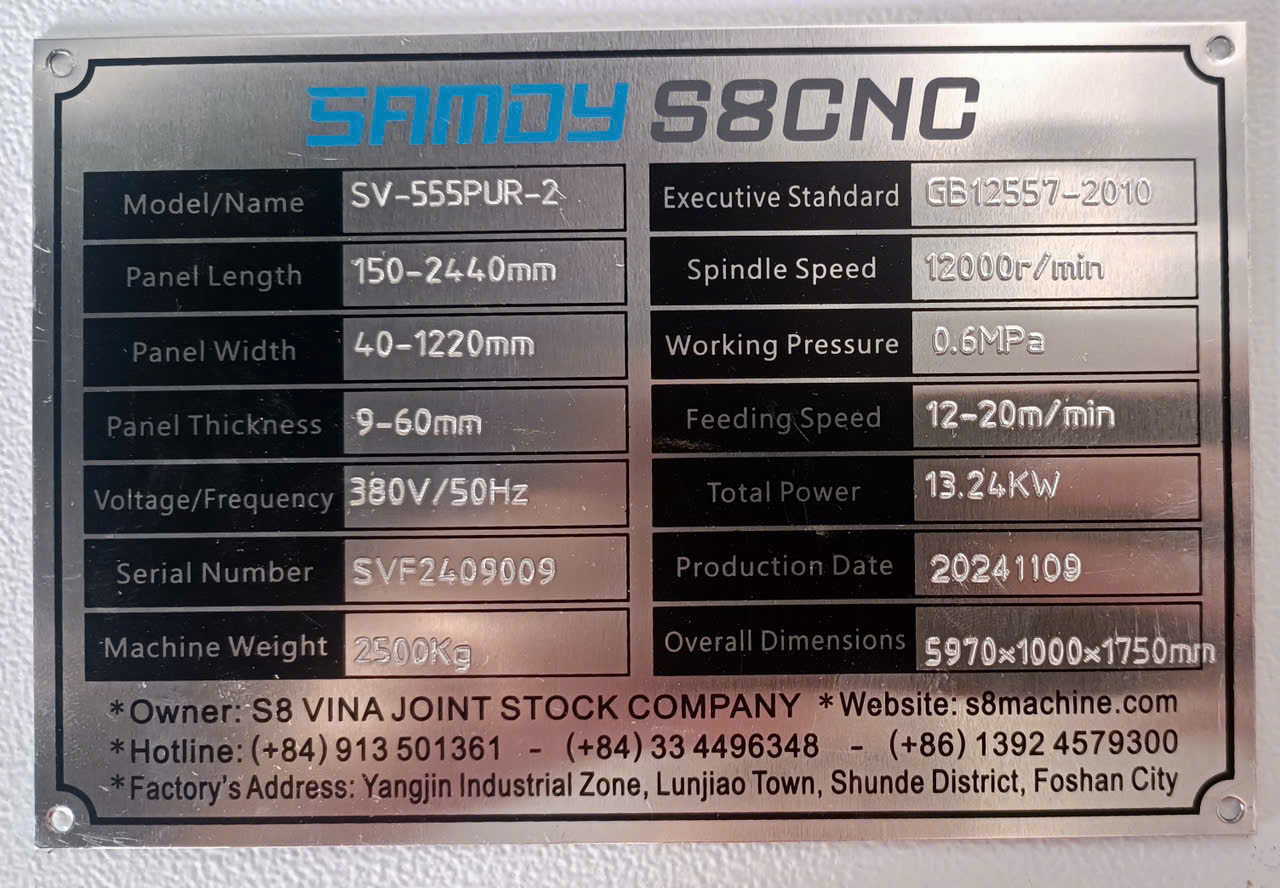 SAMDY S8CNC
Model/Name SV-555PUR-2 Executive Standard GB12557-2010
Panel Length 150-2440mm Spindle Speed 12000r/min
Panel Width 40-1220mm Working Pressure 0.6MPa
Panel Thickness 9-60mm Feeding Speed 12-20m/min
Voltage/Frequency 380V/50Hz Total Power 13.24KW
Serial Number SVF2409009 Production Date 20241109
Machine Weight 2500Kg Overall Dimensions 5970×1000×1750mm
*Owner: S8 VINA JOINT STOCK COMPANY *Website: s8machine.com
*Hotline: (+84) 913 501361 - (+84) 33 4496348 - (+86) 1392 4579300
*Factory's Address: Yangjin Industrial Zone, Lunjiao Town, Shunde District, Foshan City